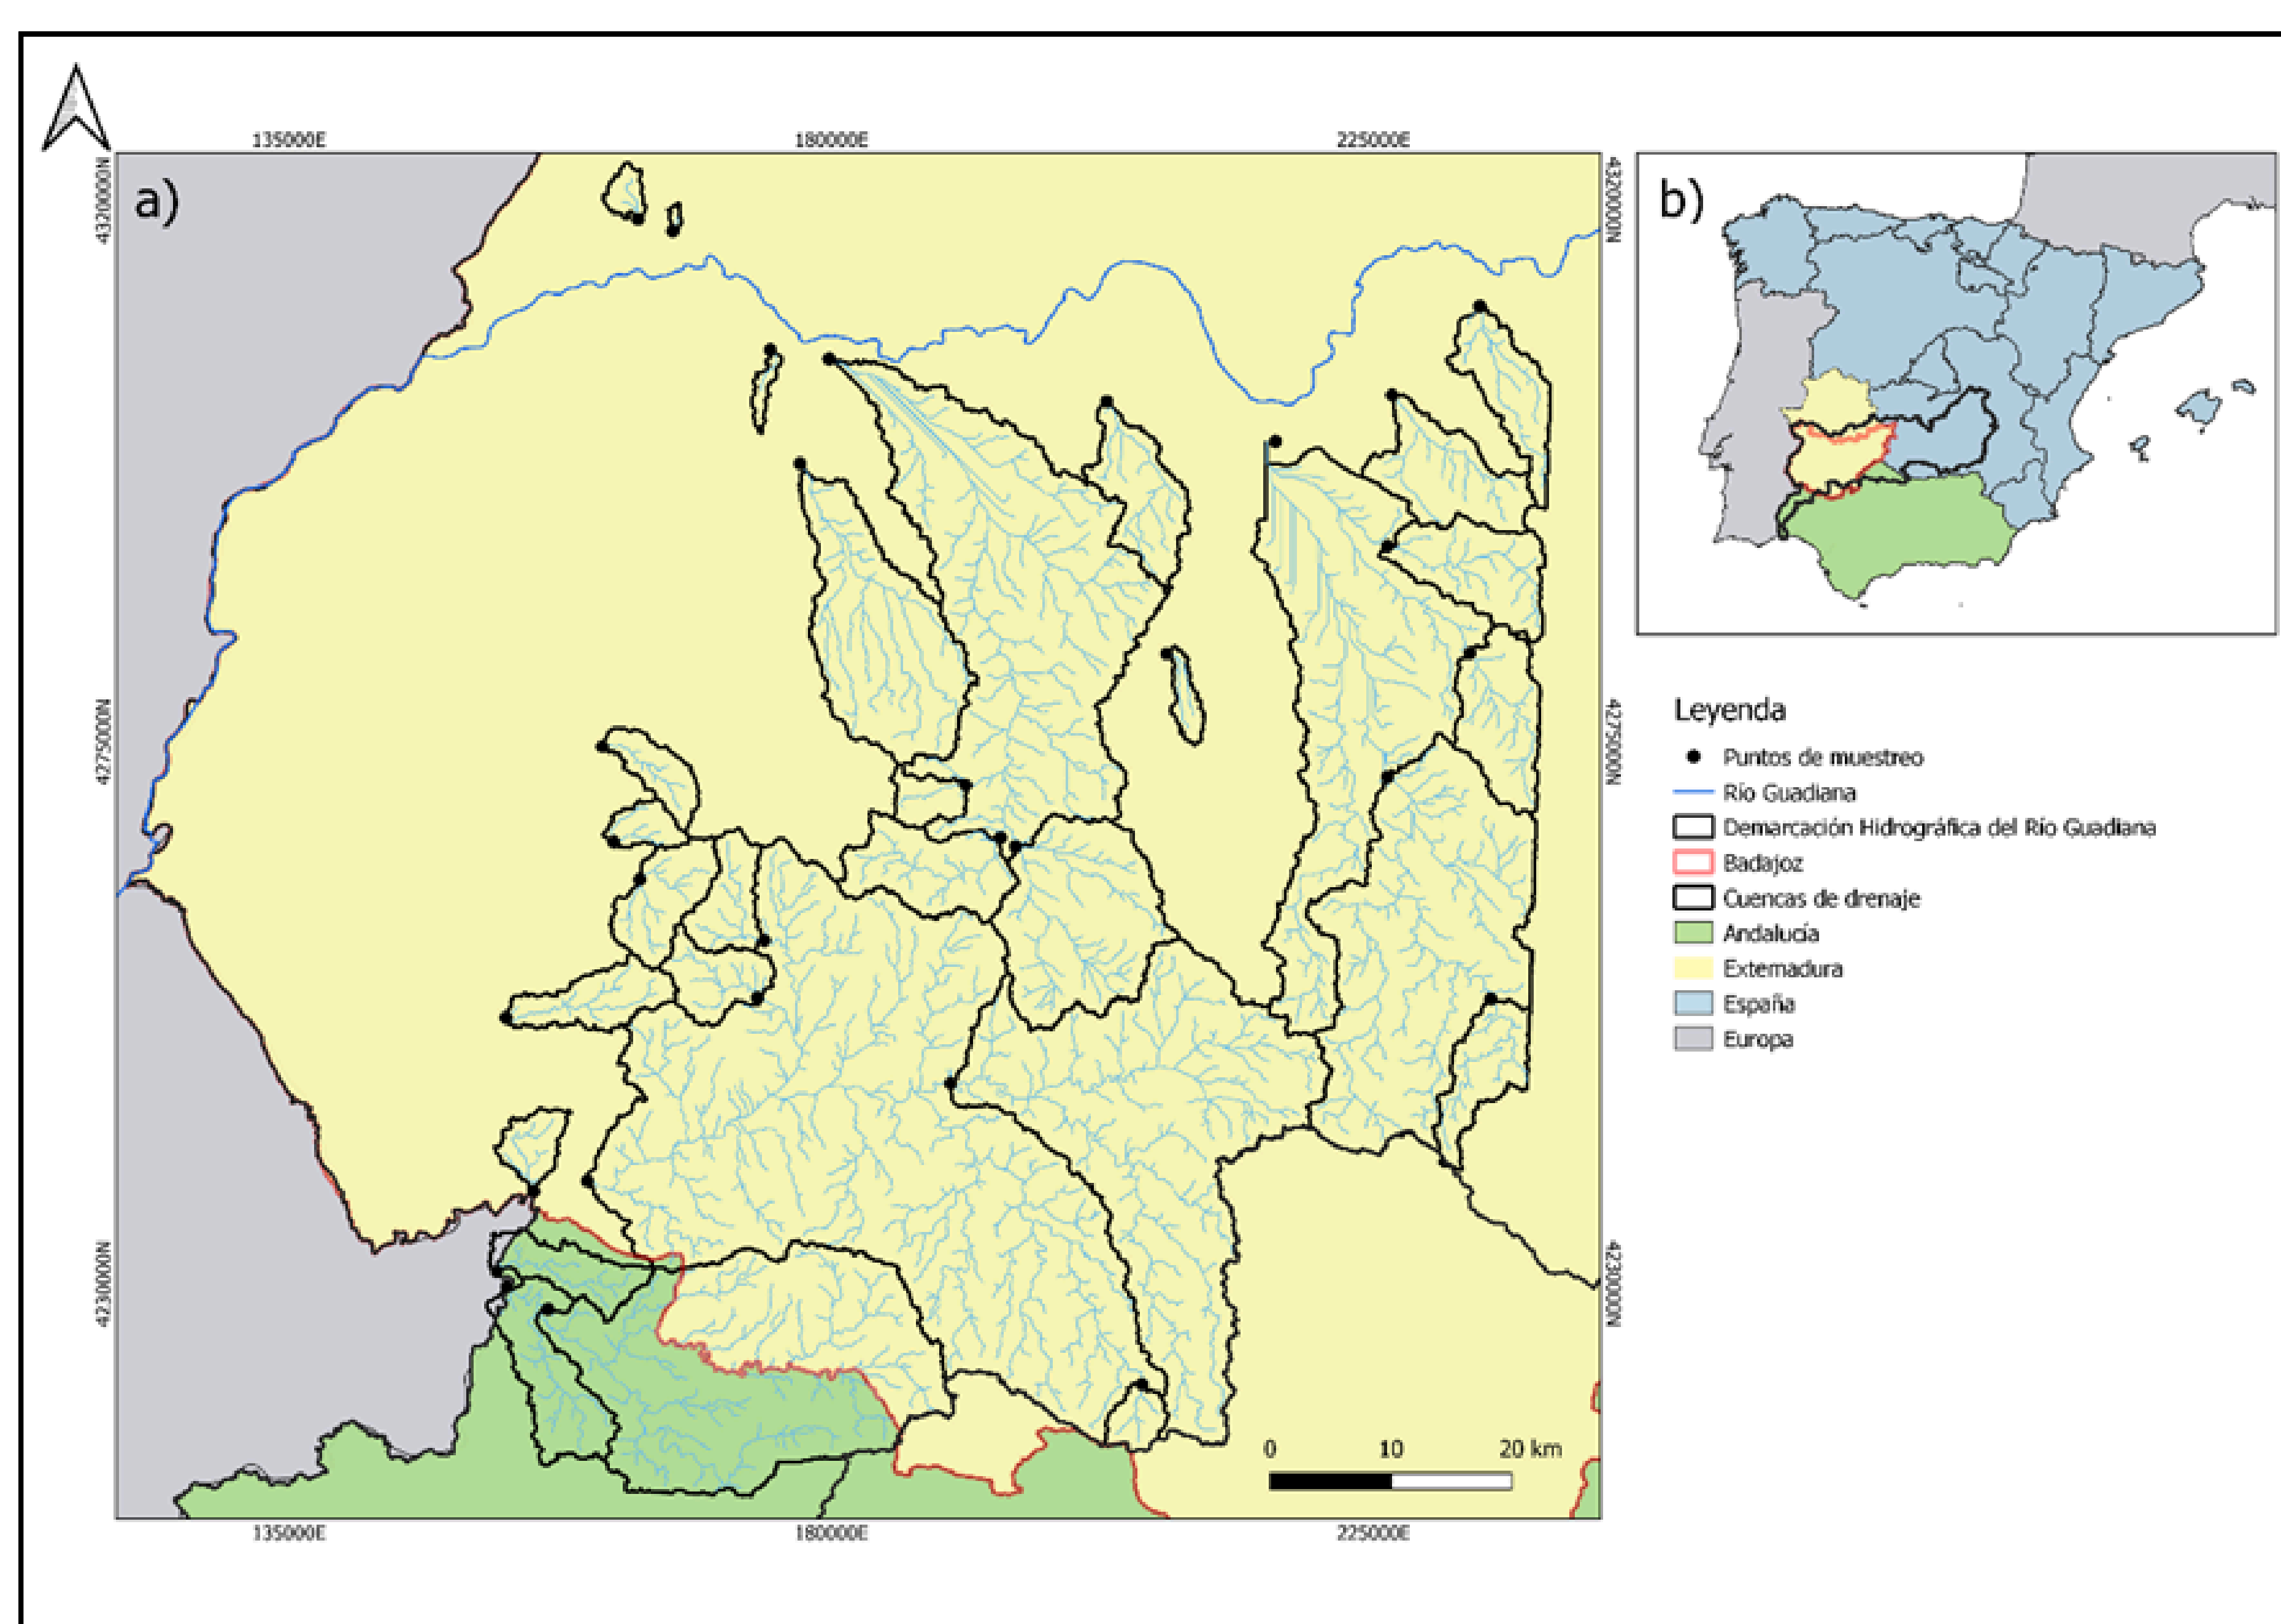 135000E 180000E 225000E
a)
b)
4320000N
4320000N
4275000N
4275000N
4230000N
4230000N
Leyenda
Puntos de muestreo
Río Guadiana
Demarcación Hidrográfica del Río Guadiana
Badajoz
Cuencas de drenaje
Andalucía
Extemadura
España
Europa
0 10 20 km
135000E 180000E 225000E